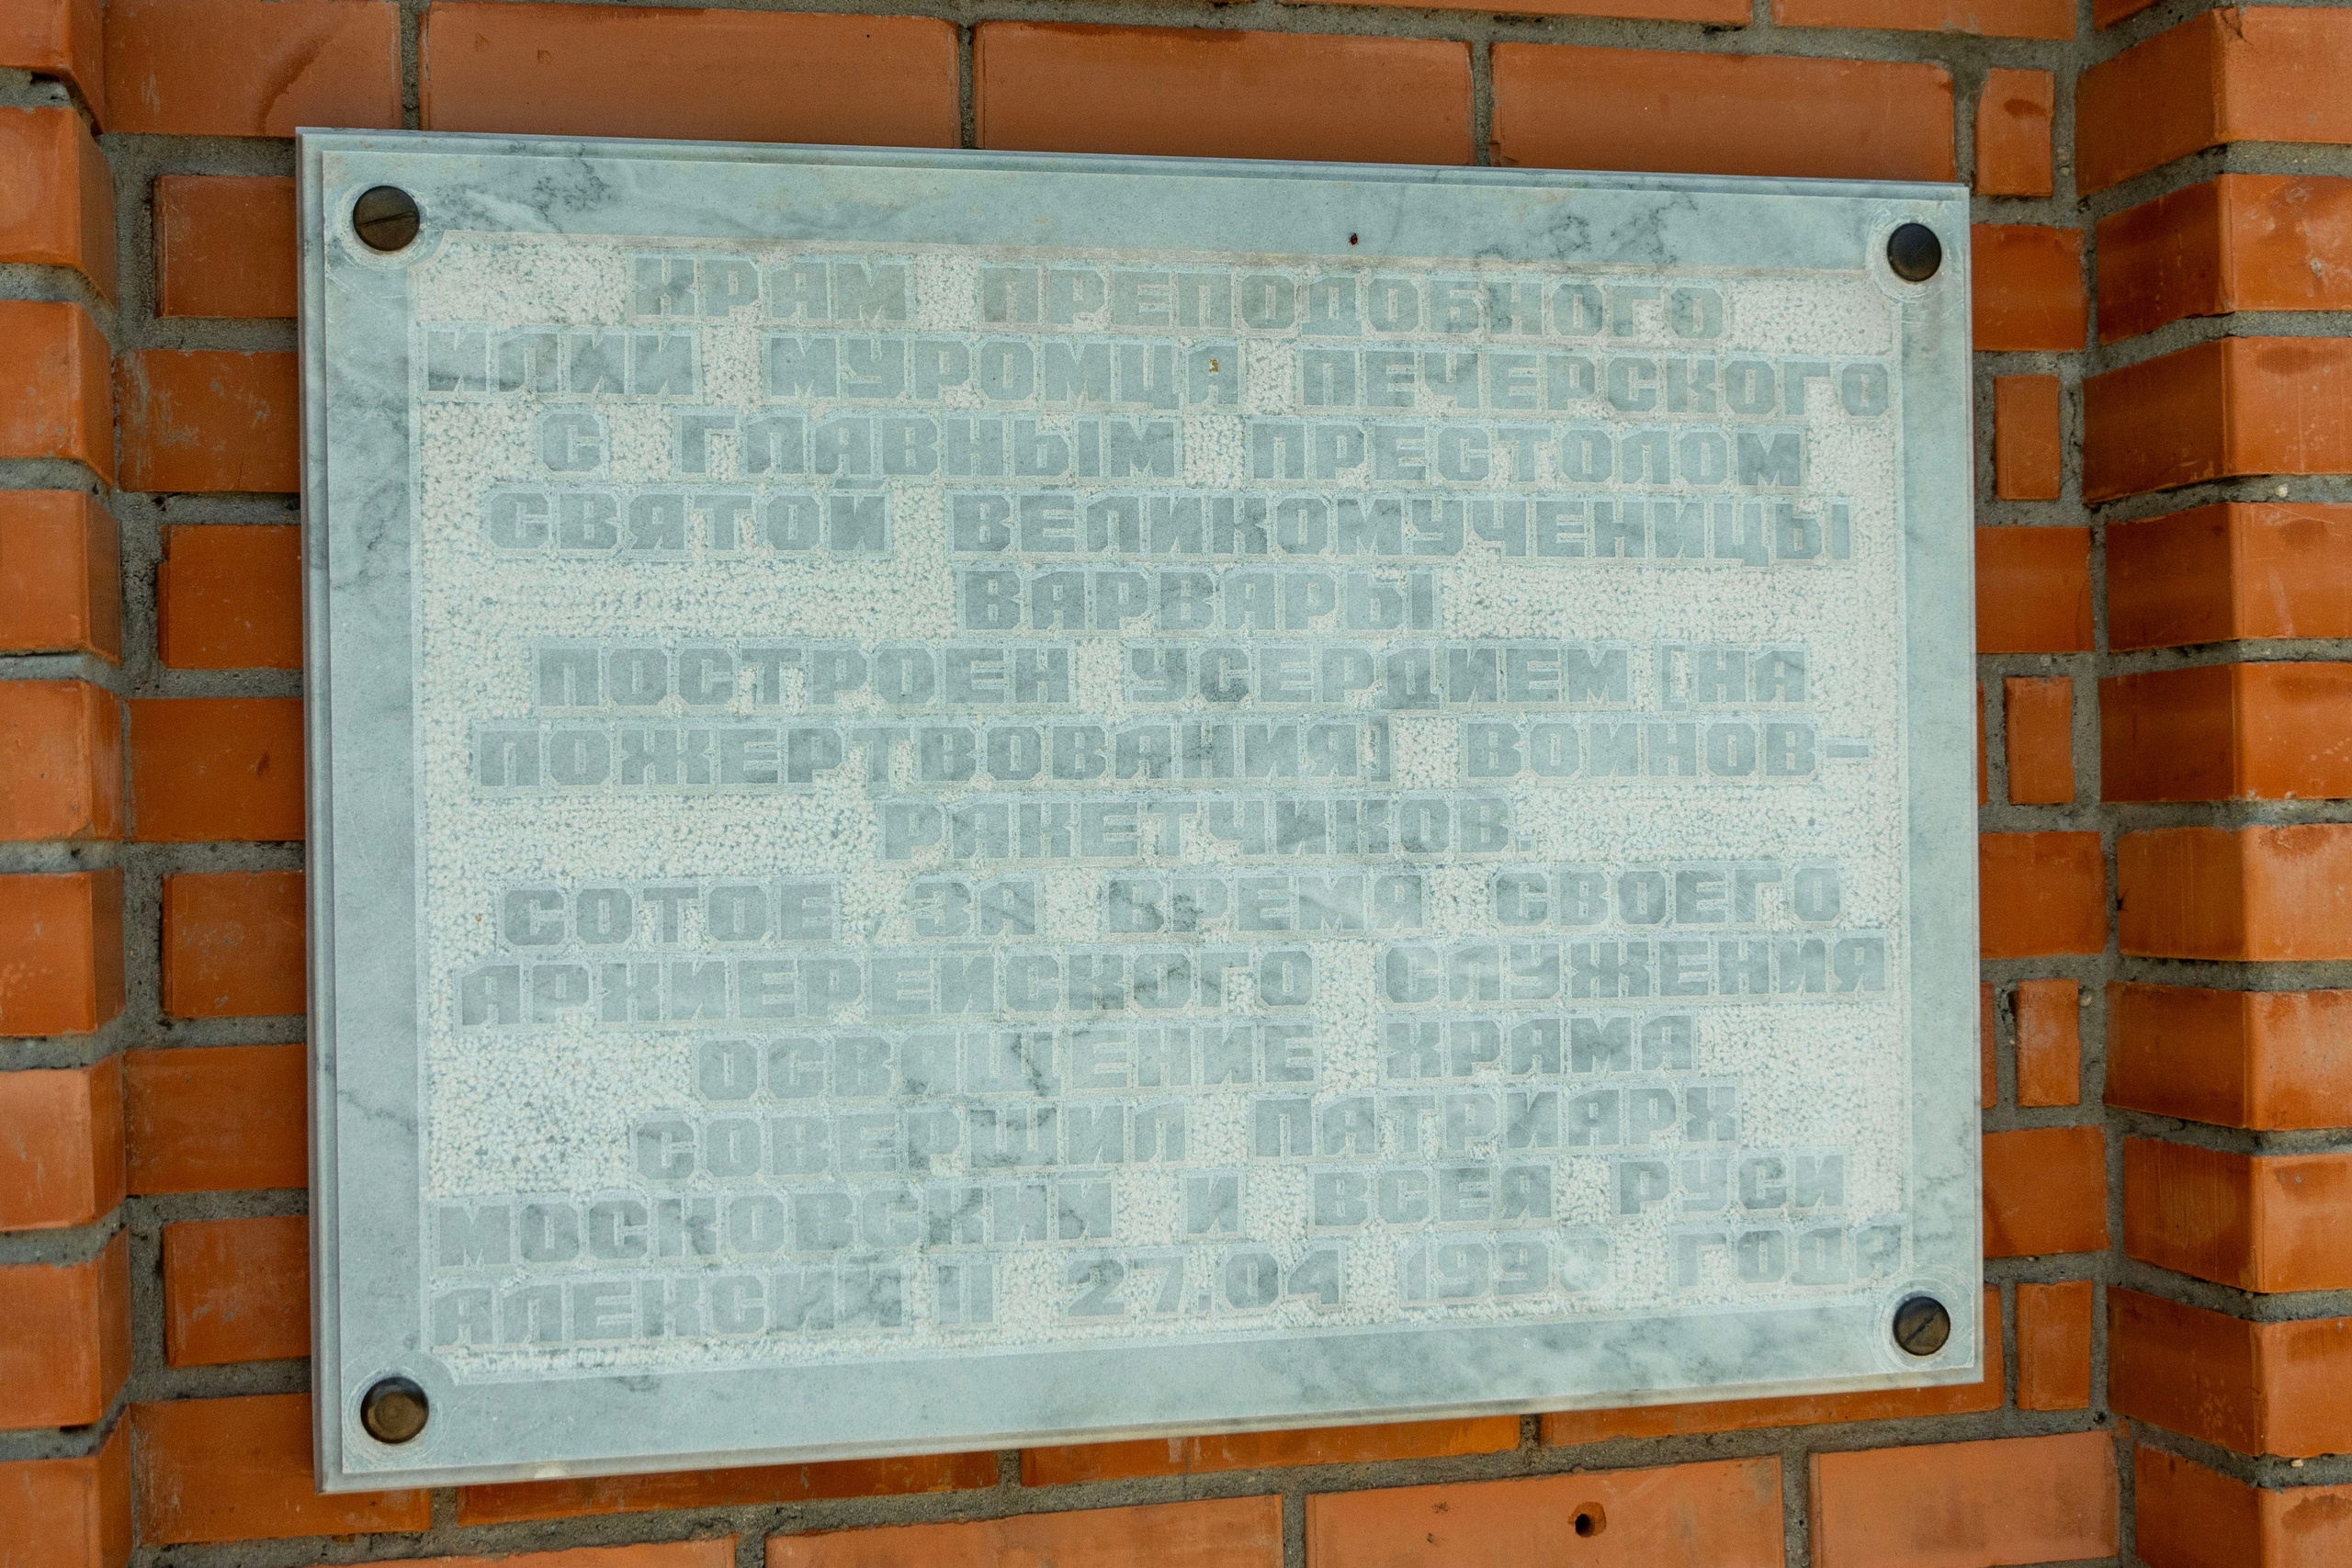 ХРАМ ПРЕПОДОБНОГО
ИЛИИ МУРОМЦА ПЕЧЕРСКОГО
С ГЛАВНЫМ ПРЕСТОЛОМ
СВЯТОЙ ВЕЛИКОМУЧЕНИЦЫ
ВАРВАРЫ
ПОСТРОЕН УСЕРДИЕМ [НА
ПОЖЕРТВОВАНИЯ] ВОИНОВ-
РАКЕТЧИКОВ.
СОТОЕ ЗА ВРЕМЯ СВОЕГО
АРХИЕРЕЙСКОГО СЛУЖЕНИЯ
ОСВЯЩЕНИЕ ХРАМА
СОВЕРШИЛ ПАТРИАРХ
МОСКОВСКИЙ И ВСЕЯ РУСИ
АЛЕКСИЙ II 27.04 1998 ГОДА